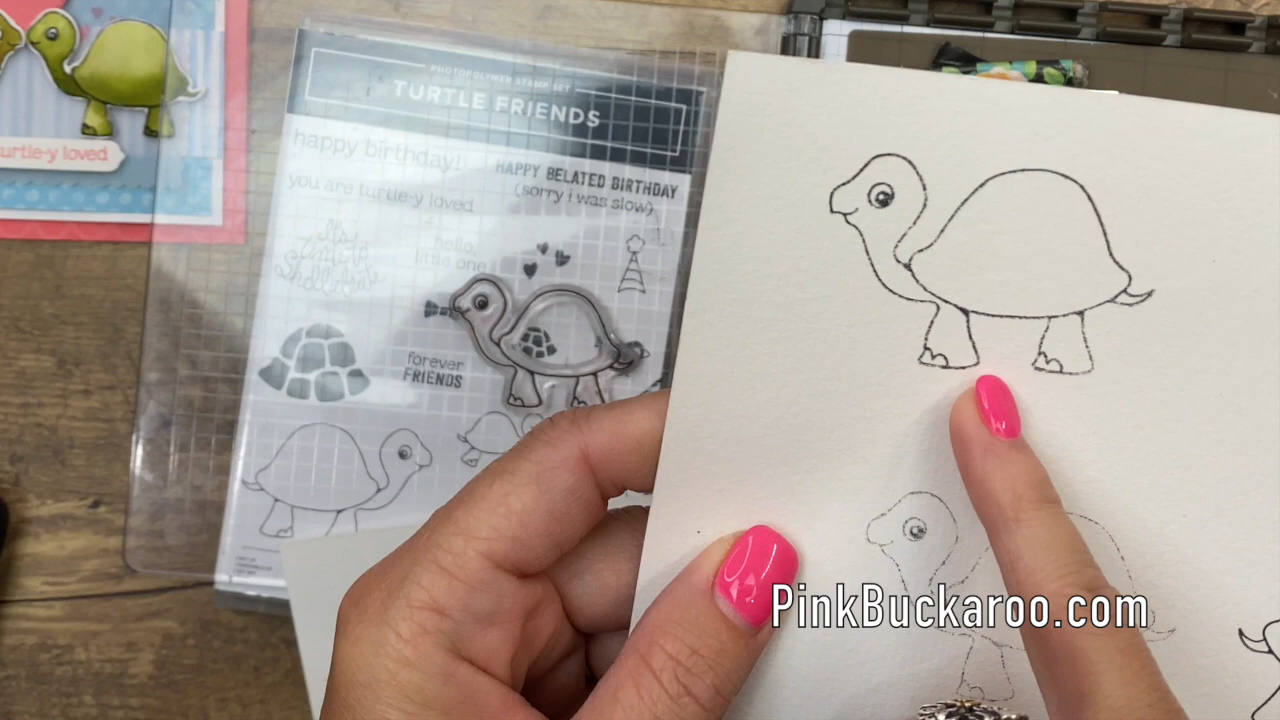 PHOTOPOLYMER STAMP SET
TURTLE FRIENDS
happy birthday!
HAPPY BELATED BIRTHDAY
(sorry i was slow)
you are turtle-y loved
hello,
little one
forever
FRIENDS
turtle-y loved
PinkBuckaroo.com